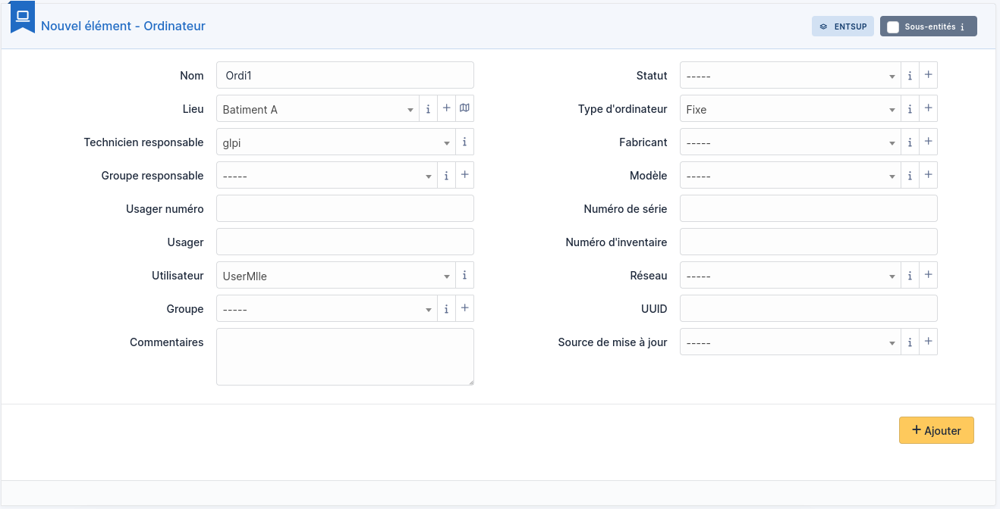 Nouvel élément - Ordinateur
ENTSUP
Sous-entités
Nom Ordi1
Lieu Batiment A
Technicien responsable glpi
Groupe responsable -----
Usager numéro
Usager
Utilisateur UserMlle
Groupe -----
Commentaires
Statut -----
Type d'ordinateur Fixe
Fabricant -----
Modèle -----
Numéro de série
Numéro d'inventaire
Réseau -----
UUID
Source de mise à jour -----
+ Ajouter